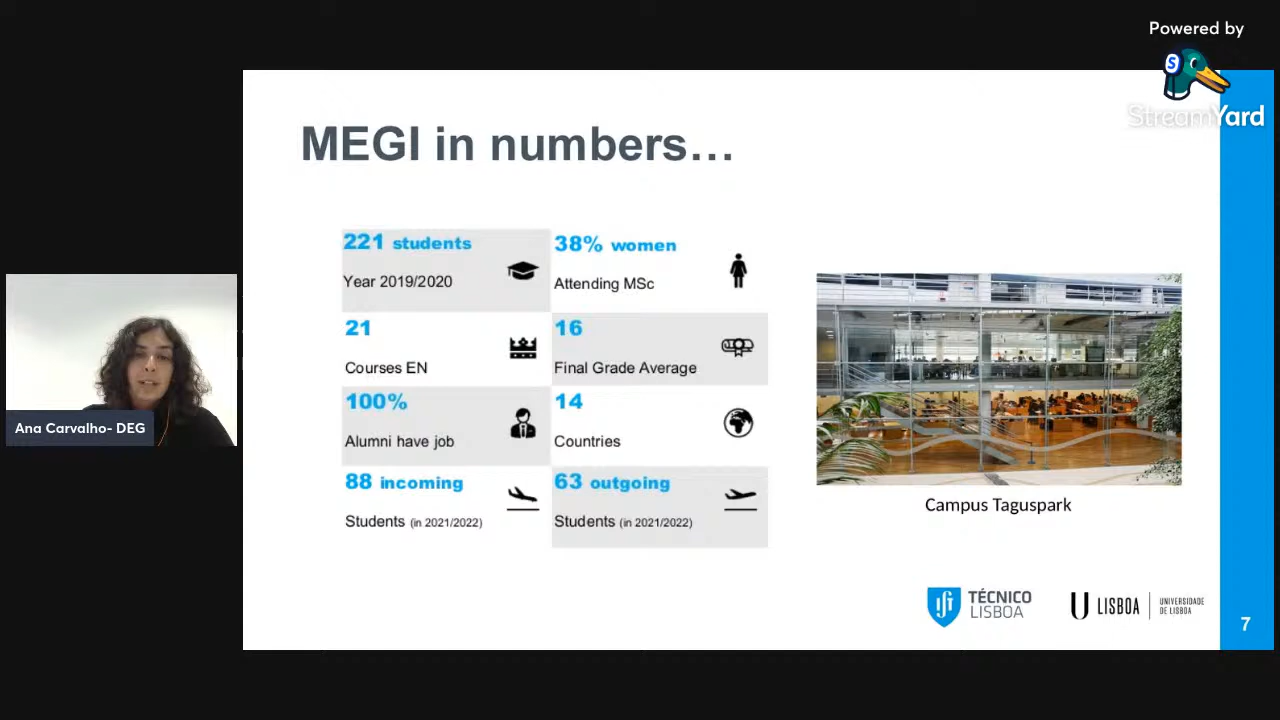 Powered by
StreamYard
MEGI in numbers…
221 students
Year 2019/2020
38% women
Attending MSc
21
Courses EN
16
Final Grade Average
100%
Alumni have job
14
Countries
88 incoming
Students (in 2021/2022)
63 outgoing
Students (in 2021/2022)
Campus Taguspark
Ana Carvalho- DEG
TÉCNICO
LISBOA
LISBOA
UNIVERSIDADE
DE LISBOA
7